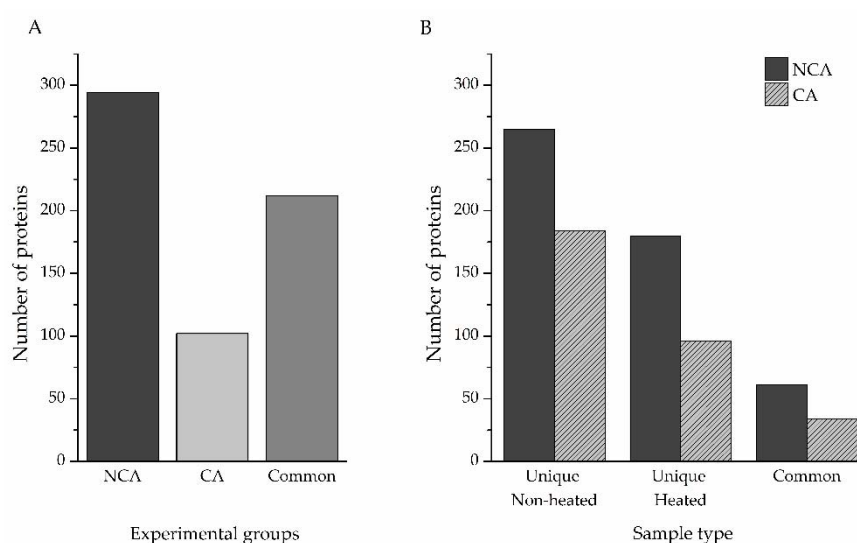 A
Number of proteins
300
250
200
150
100
50
0
NCA
CA
Common
Experimental groups
B
Number of proteins
300
250
200
150
100
50
0
NCA
CA
Unique
Non-heated
Unique
Heated
Common
Sample type